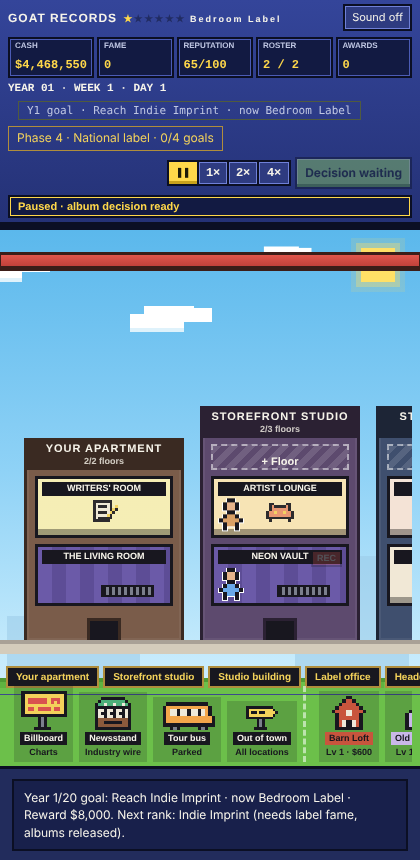 GOAT RECORDS ★★★★★★ Bedroom Label
Sound off
CASH
$4,468,550
FAME
0
REPUTATION
65/100
ROSTER
2 / 2
AWARDS
0
YEAR 01 · WEEK 1 · DAY 1
Y1 goal · Reach Indie Imprint · now Bedroom Label
Phase 4 · National label · 0/4 goals
1× 2× 4×
Decision waiting
Paused · album decision ready
YOUR APARTMENT
2/2 floors
WRITERS' ROOM
THE LIVING ROOM
STOREFRONT STUDIO
2/3 floors
+ Floor
ARTIST LOUNGE
NEON VAULT
REC
ST
Your apartment
Storefront studio
Studio building
Label office
Head
Billboard
Charts
Newsstand
Industry wire
Tour bus
Parked
Out of town
All locations
Barn Loft
Lv 1 · $600
Old
Lv 1
Year 1/20 goal: Reach Indie Imprint · now Bedroom Label ·
Reward $8,000. Next rank: Indie Imprint (needs label fame,
albums released).